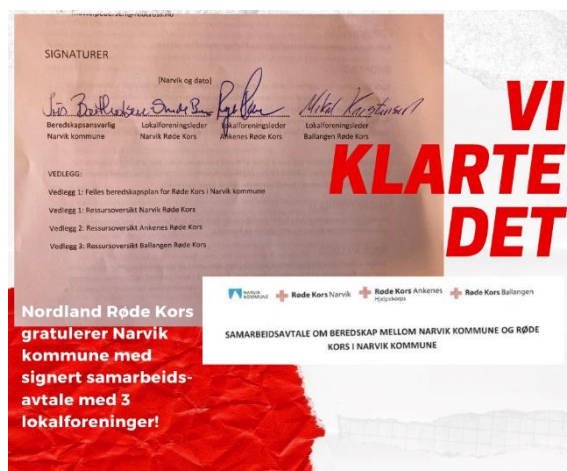 SIGNATURER
[Narvik og dato]
Beredskapsansvarlig Lokalforeningsleder Lokalforeningsleder Lokalforeningsleder
Narvik kommune Narvik Røde Kors Ankenes Røde Kors Ballangen Røde Kors
VEDLEGG:
Vedlegg 1: Felles beredskapsplan for Røde Kors i Narvik kommune
Vedlegg 1: Ressursoversikt Narvik Røde Kors
Vedlegg 2: Ressursoversikt Ankenes Røde Kors
Vedlegg 3: Ressursoversikt Ballangen Røde Kors
VI
KLARTE
DET
NARVIK
KOMMUNE
Røde Kors Narvik
Røde Kors Ankenes
Hjelpekorps
Røde Kors Ballangen
SAMARBEIDSAVTALE OM BEREDSKAP MELLOM NARVIK KOMMUNE OG RØDE
KORS I NARVIK KOMMUNE
Nordland Røde Kors
gratulerer Narvik
kommune med
signert samarbeids-
avtale med 3
lokalforeninger!